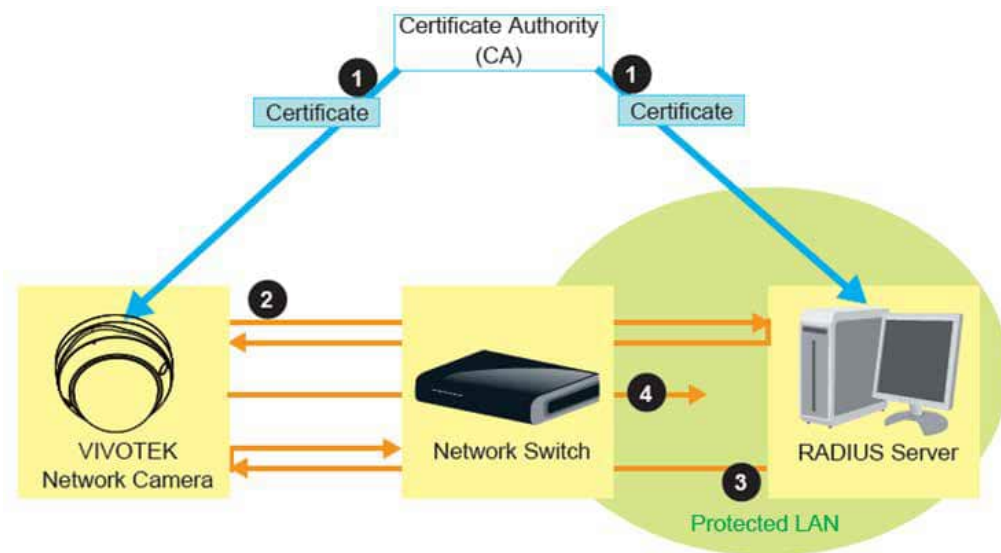 Certificate Authority
(CA)
1
1
Certificate
Certificate
2
4
VIVOTEK
Network Camera
Network Switch
RADIUS Server
3
Protected LAN